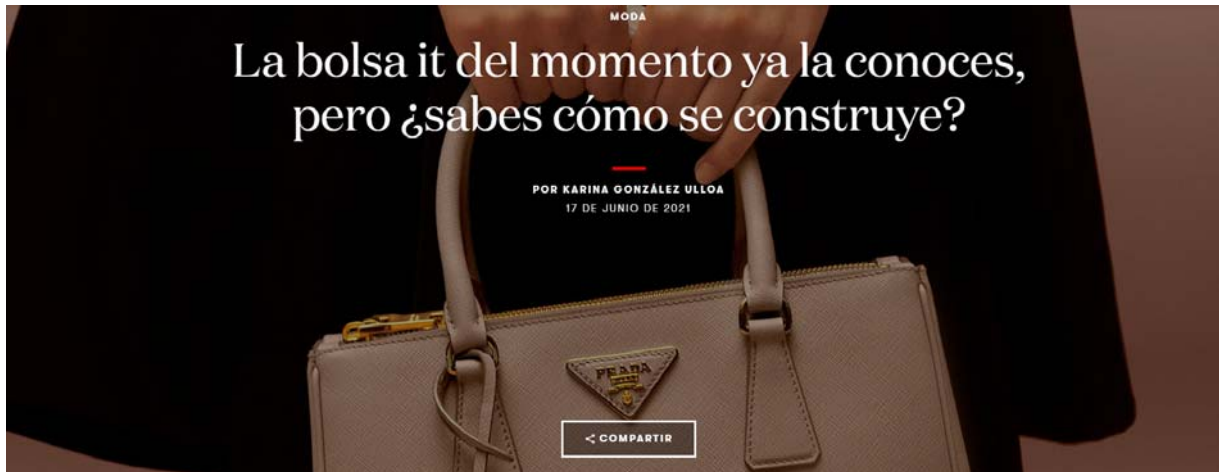 MODA
La bolsa it del momento ya la conoces,
pero ¿sabes cómo se construye?
POR KARINA GONZÁLEZ ULLOA
17 DE JUNIO DE 2021
PRADA
COMPARTIR